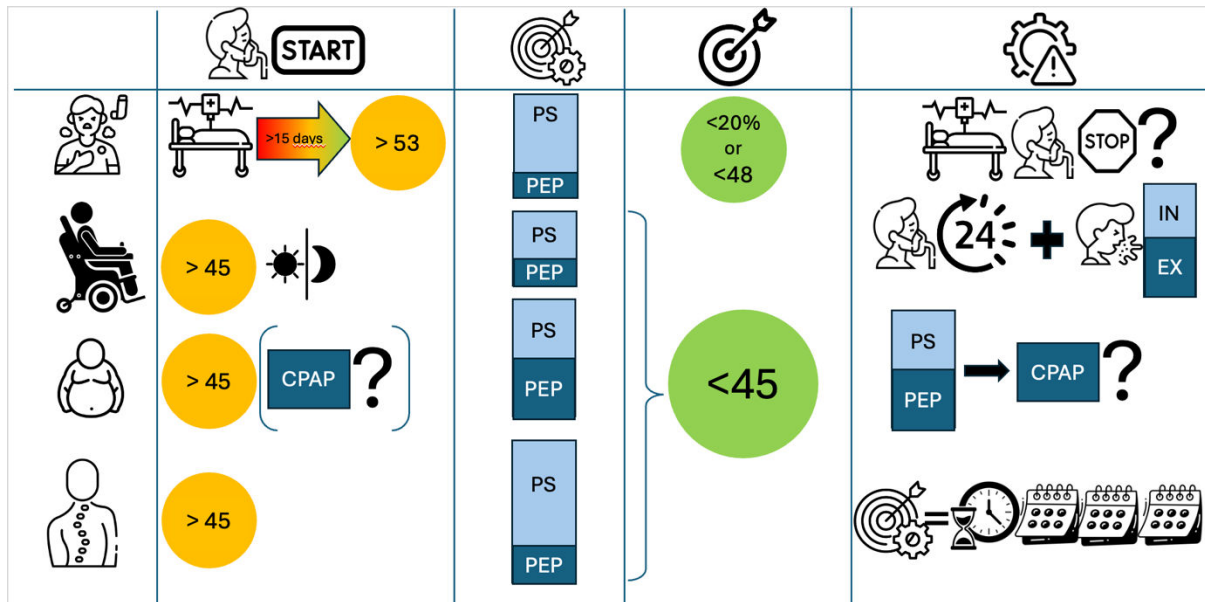 START
>15 days
> 53
PS
PEP
<20%
or
<48
STOP
?
> 45
PS
PEP
24
IN
EX
> 45
CPAP
?
PS
PEP
<45
PS
PEP
CPAP
?
> 45
PS
PEP